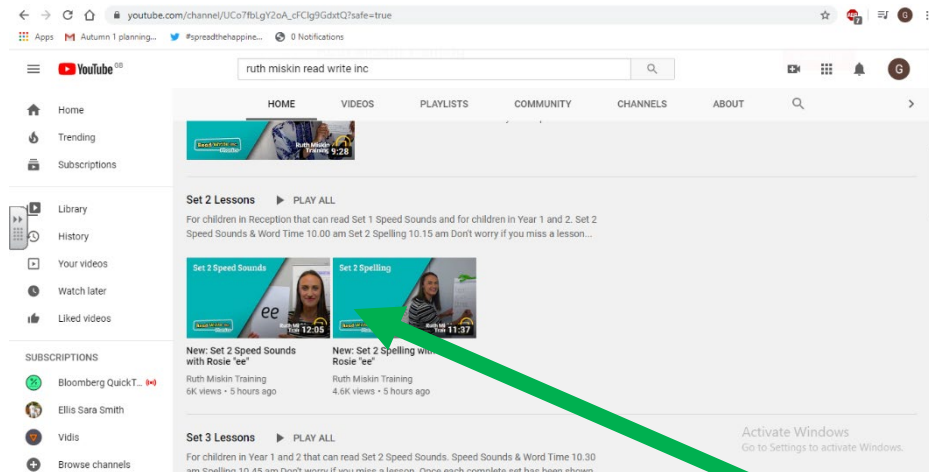 youtube.com/channel/UCo7fbLgY2oA_cFCIg9GdxtQ?safe=true
Apps Autumn 1 planning... #spreadthehappine... 0 Notifications
YouTube GB ruth miskin read write inc G
HOME VIDEOS PLAYLISTS COMMUNITY CHANNELS ABOUT
Home
Trending
Subscriptions
Library
History
Your videos
Watch later
Liked videos
SUBSCRIPTIONS
Bloomberg QuickT...
Ellis Sara Smith
Vidis
Browse channels
Ruth Miskin
Training 9:28
Set 2 Lessons PLAY ALL
For children in Reception that can read Set 1 Speed Sounds and for children in Year 1 and 2. Set 2
Speed Sounds & Word Time 10.00 am Set 2 Spelling 10.15 am Don't worry if you miss a lesson...
Set 2 Speed Sounds
ee
12:05
Set 2 Spelling
11:37
New: Set 2 Speed Sounds
with Rosie "ee"
Ruth Miskin Training
6K views • 5 hours ago
New: Set 2 Spelling with
Rosie "ee"
Ruth Miskin Training
4.6K views • 5 hours ago
Set 3 Lessons PLAY ALL
For children in Year 1 and 2 that can read Set 2 Speed Sounds. Speed Sounds & Word Time 10.30
am Spelling 10.45 am Don't worry if you miss a lesson. Once each complete set has been shown
Activate Windows
Go to Settings to activate Windows.